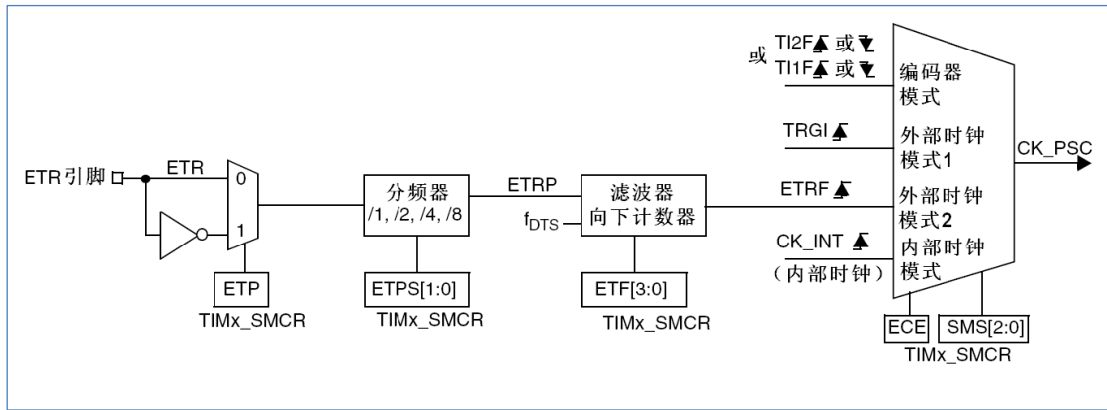 或 TI2F 或
TI1F 或
编码器
模式
TRGI
外部时钟
模式1
CK_PSC
ETR引脚
ETR
0
1
分频器
/1, /2, /4, /8
ETRP
fDTS
滤波器
向下计数器
ETRF
外部时钟
模式2
CK_INT
(内部时钟)
内部时钟
模式
ETP
TIMx_SMCR
ETPS[1:0]
TIMx_SMCR
ETF[3:0]
TIMx_SMCR
ECE
SMS[2:0]
TIMx_SMCR